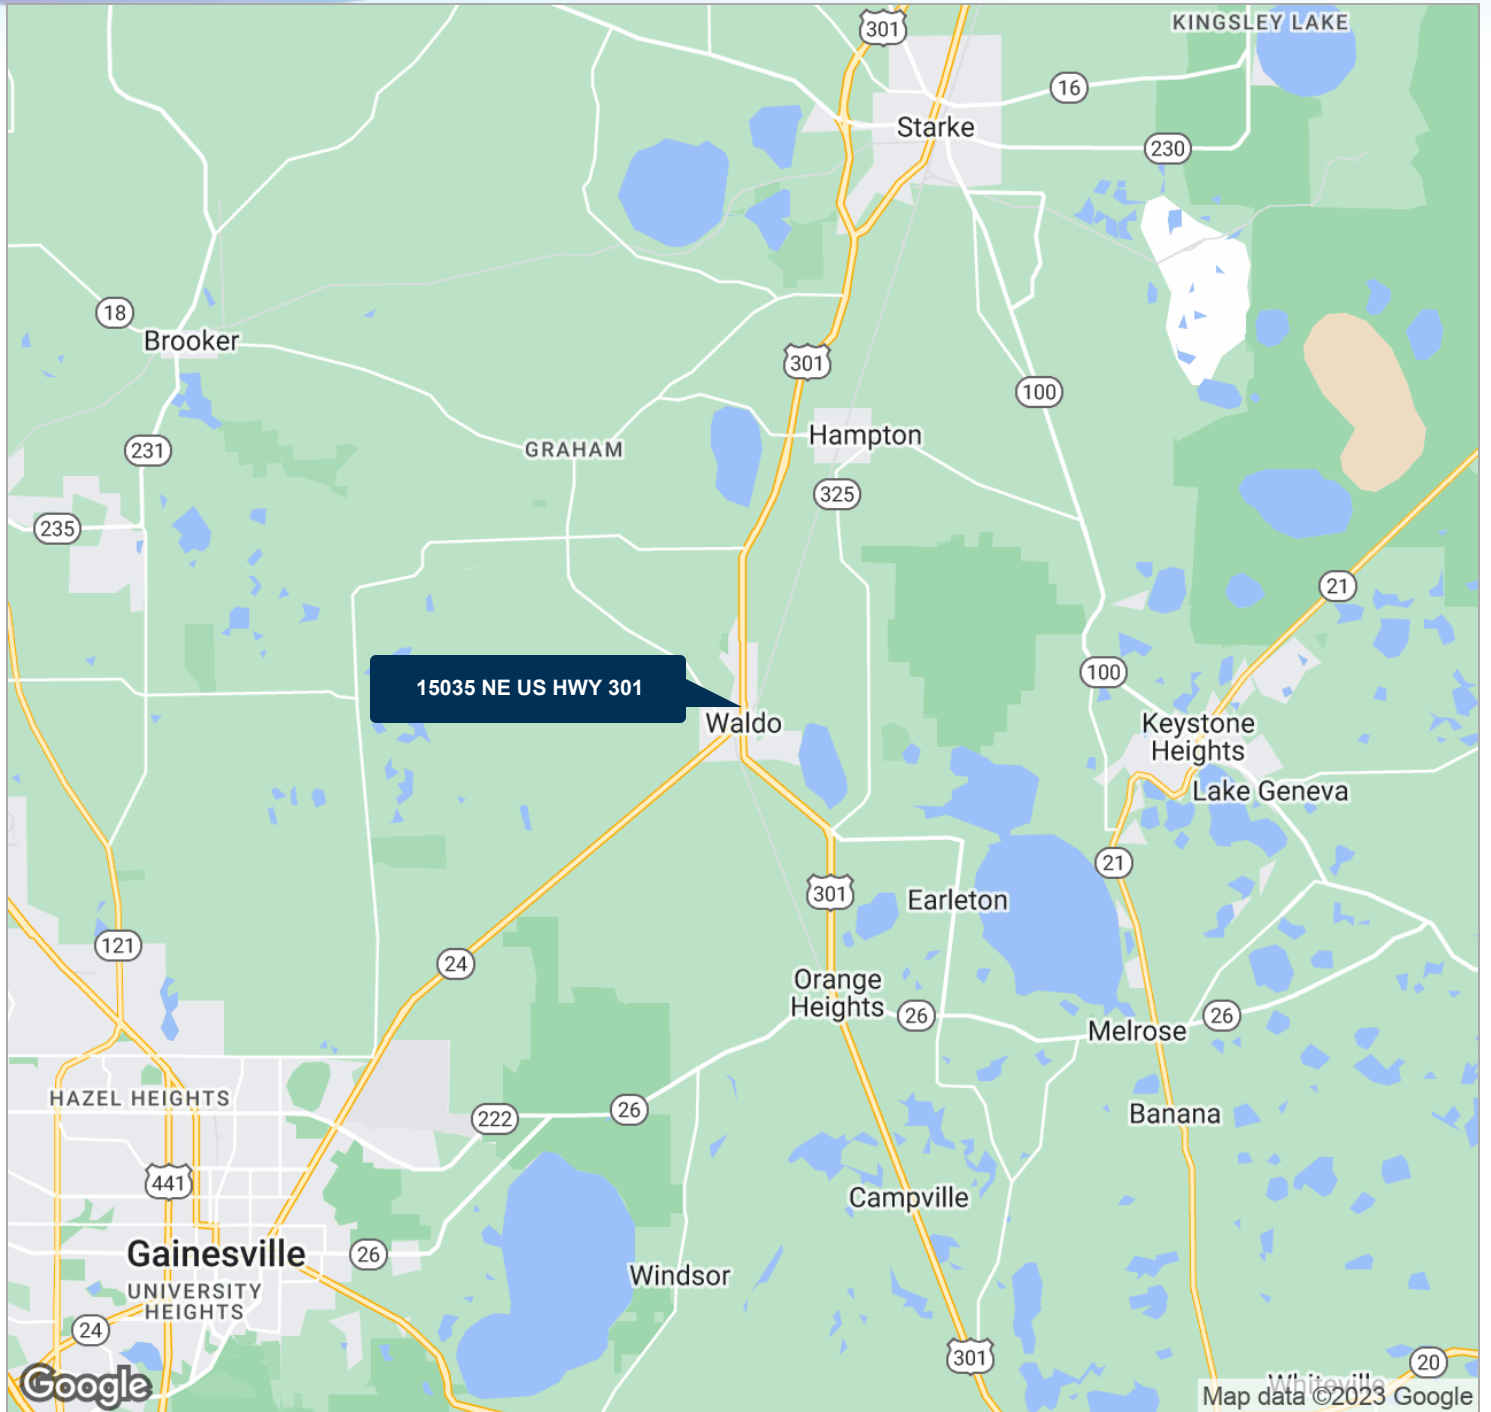 301
KINGSLEY LAKE
16
Starke
230
18
Brooker
301
100
Hampton
GRAHAM
231
325
235
21
15035 NE US HWY 301
100
Waldo
Keystone
Heights
Lake Geneva
21
301
Earleton
121
24
Orange
Heights
26
26
Melrose
HAZEL HEIGHTS
222
26
Banana
441
Campville
Gainesville
26
Windsor
UNIVERSITY
HEIGHTS
24
301
20
Whiteville
Google
Map data ©2023 Google